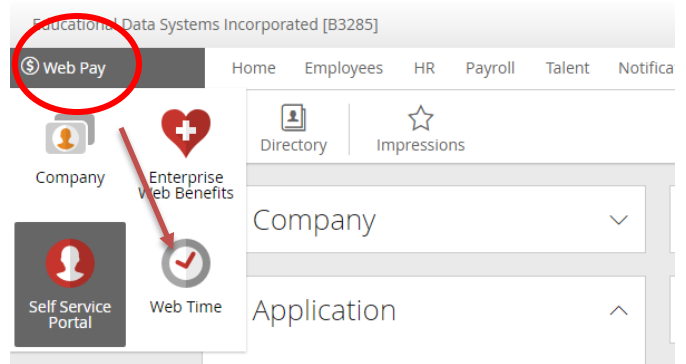 Educational Data Systems Incorporated [B3285]
Web Pay
Home Employees HR Payroll Talent Notifica
Directory Impressions
Company Enterprise
Web Benefits
Company
Self Service
Portal
Web Time
Application